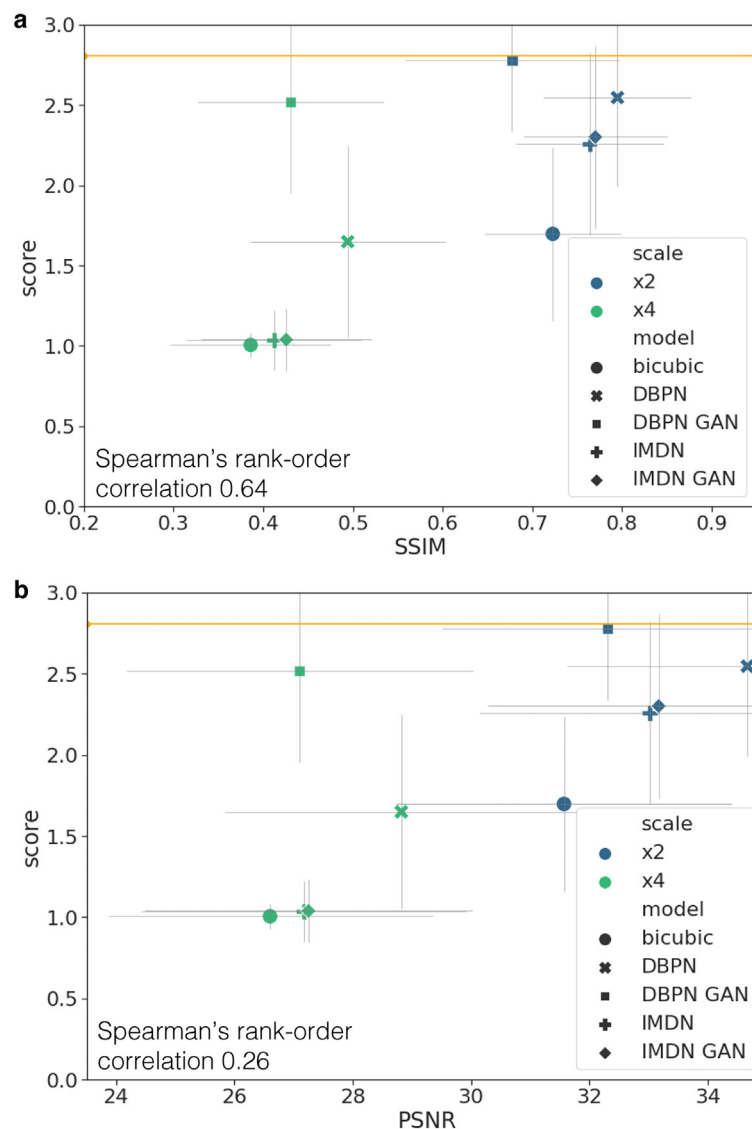 a
3.0
2.5
2.0
1.5
1.0
0.5
0.0
score
scale
x2
x4
model
bicubic
DBPN
DBPN GAN
IMDN
IMDN GAN
Spearman's rank-order
correlation 0.64
0.2 0.3 0.4 0.5 0.6 0.7 0.8 0.9
SSIM
b
3.0
2.5
2.0
1.5
1.0
0.5
0.0
score
scale
x2
x4
model
bicubic
DBPN
DBPN GAN
IMDN
IMDN GAN
Spearman's rank-order
correlation 0.26
24 26 28 30 32 34
PSNR